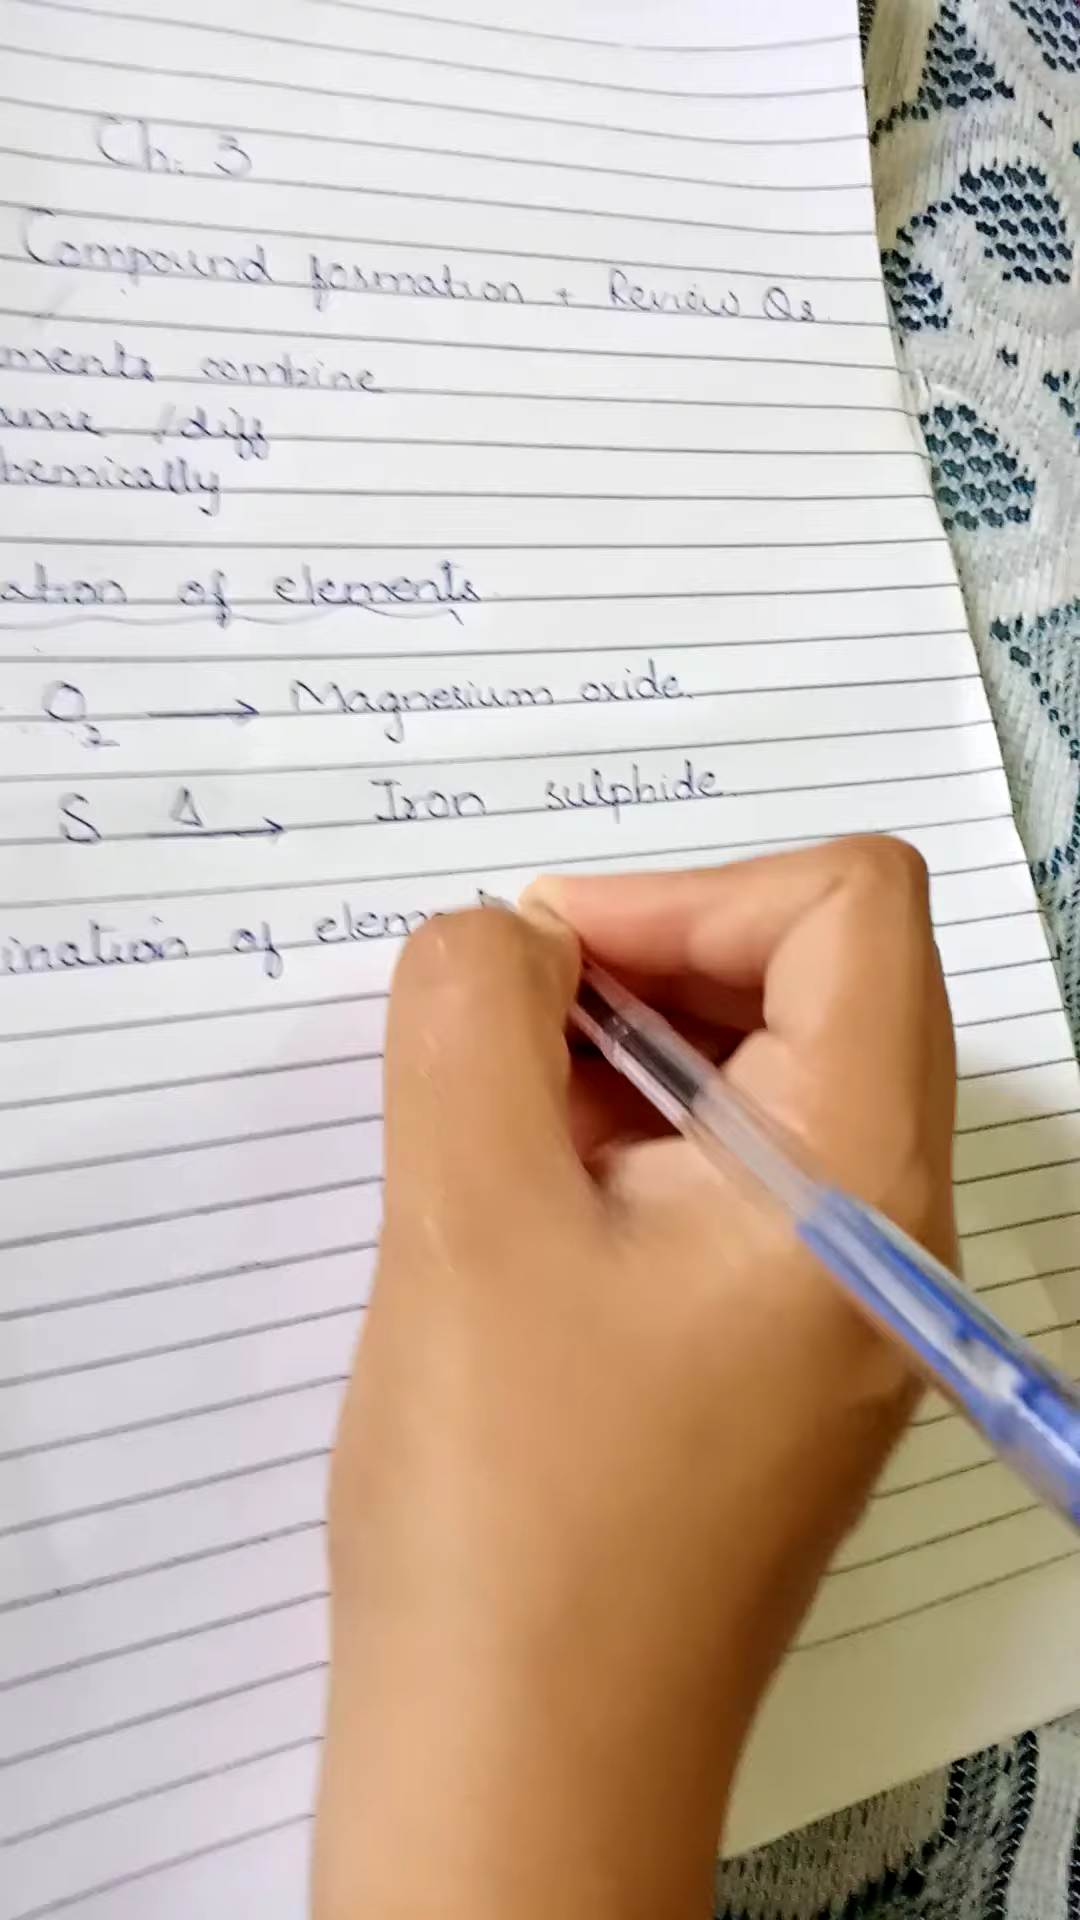 Ch. 3
Compound formation + Review Qs.
ments combine
ame / diff
hemically
ation of elements
O2 → Magnesium oxide.
S Δ→ Iron sulphide
ination of elem